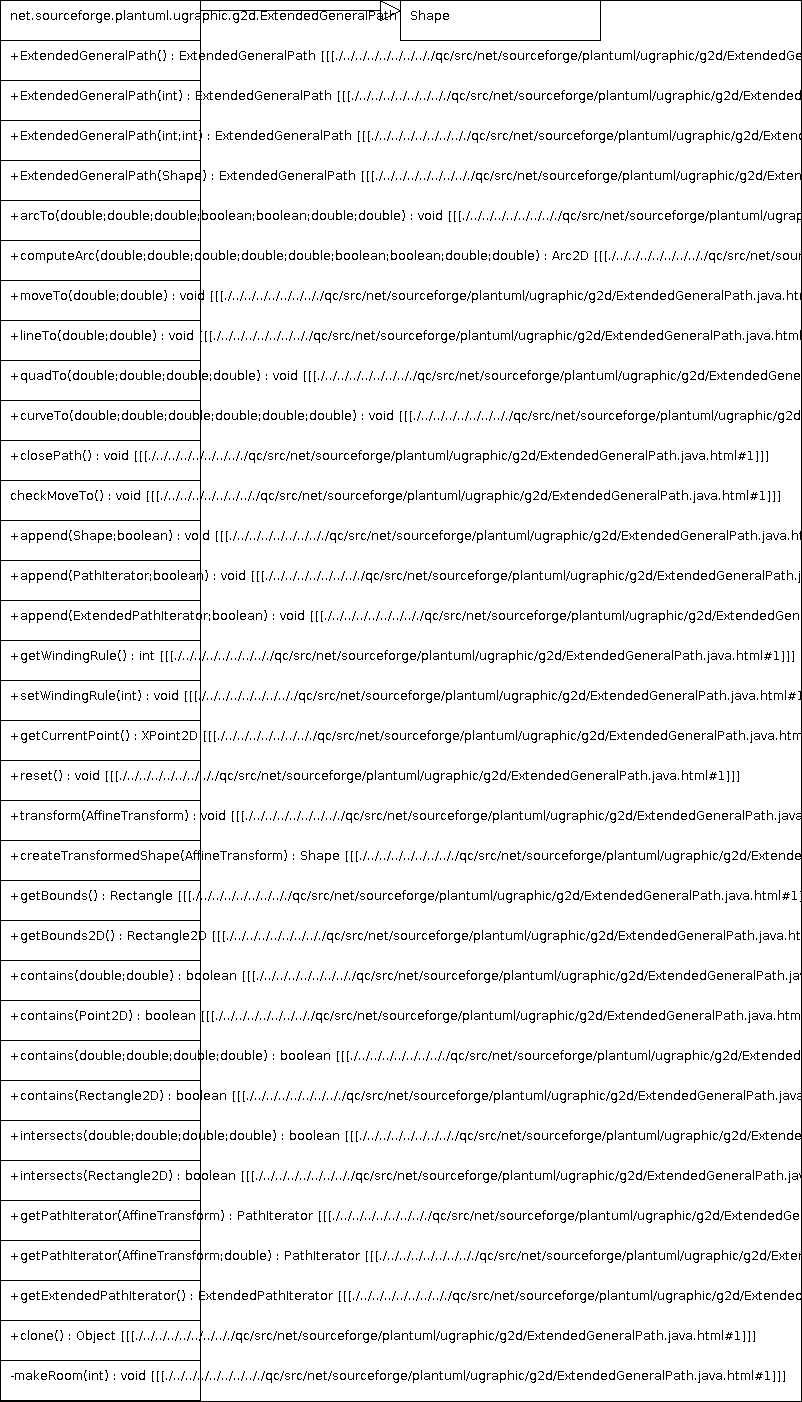 net.sourceforge.plantuml.ugraphic.g2d.ExtendedGeneralPath
Shape
+ExtendedGeneralPath() : ExtendedGeneralPath [[[./../../../../../../../../qc/src/net/sourceforge/plantuml/ugraphic/g2d/ExtendedGe
+ExtendedGeneralPath(int) : ExtendedGeneralPath [[[./../../../../../../../../qc/src/net/sourceforge/plantuml/ugraphic/g2d/Extended
+ExtendedGeneralPath(int;int) : ExtendedGeneralPath [[[./../../../../../../../../qc/src/net/sourceforge/plantuml/ugraphic/g2d/Exten
+ExtendedGeneralPath(Shape) : ExtendedGeneralPath [[[./../../../../../../../../qc/src/net/sourceforge/plantuml/ugraphic/g2d/Exten
+arcTo(double;double;double;boolean;boolean;double;double) : void [[[./../../../../../../../../qc/src/net/sourceforge/plantuml/ugrap
+computeArc(double;double;double;double;double;boolean;boolean;double;double) : Arc2D [[[./../../../../../../../../qc/src/net/sour
+moveTo(double;double) : void [[[./../../../../../../../../qc/src/net/sourceforge/plantuml/ugraphic/g2d/ExtendedGeneralPath.java.ht
+lineTo(double;double) : void [[[./../../../../../../../../qc/src/net/sourceforge/plantuml/ugraphic/g2d/ExtendedGeneralPath.java.html
+quadTo(double;double;double;double) : void [[[./../../../../../../../../qc/src/net/sourceforge/plantuml/ugraphic/g2d/ExtendedGene
+curveTo(double;double;double;double;double;double) : void [[[./../../../../../../../../qc/src/net/sourceforge/plantuml/ugraphic/g2d
+closePath() : void [[[./../../../../../../../../qc/src/net/sourceforge/plantuml/ugraphic/g2d/ExtendedGeneralPath.java.html#1]]]
checkMoveTo() : void [[[./../../../../../../../../qc/src/net/sourceforge/plantuml/ugraphic/g2d/ExtendedGeneralPath.java.html#1]]]
+append(Shape;boolean) : void [[[./../../../../../../../../qc/src/net/sourceforge/plantuml/ugraphic/g2d/ExtendedGeneralPath.java.ht
+append(PathIterator;boolean) : void [[[./../../../../../../../../qc/src/net/sourceforge/plantuml/ugraphic/g2d/ExtendedGeneralPath.j
+append(ExtendedPathIterator;boolean) : void [[[./../../../../../../../../qc/src/net/sourceforge/plantuml/ugraphic/g2d/ExtendedGen
+getWindingRule() : int [[[./../../../../../../../../qc/src/net/sourceforge/plantuml/ugraphic/g2d/ExtendedGeneralPath.java.html#1]]]
+setWindingRule(int) : void [[[./../../../../../../../../qc/src/net/sourceforge/plantuml/ugraphic/g2d/ExtendedGeneralPath.java.html#1
+getCurrentPoint() : XPoint2D [[[./../../../../../../../../qc/src/net/sourceforge/plantuml/ugraphic/g2d/ExtendedGeneralPath.java.htm
+reset() : void [[[./../../../../../../../../qc/src/net/sourceforge/plantuml/ugraphic/g2d/ExtendedGeneralPath.java.html#1]]]
+transform(AffineTransform) : void [[[./../../../../../../../../qc/src/net/sourceforge/plantuml/ugraphic/g2d/ExtendedGeneralPath.java
+createTransformedShape(AffineTransform) : Shape [[[./../../../../../../../../qc/src/net/sourceforge/plantuml/ugraphic/g2d/Extende
+getBounds() : Rectangle [[[./../../../../../../../../qc/src/net/sourceforge/plantuml/ugraphic/g2d/ExtendedGeneralPath.java.html#1]
+getBounds2D() : Rectangle2D [[[./../../../../../../../../qc/src/net/sourceforge/plantuml/ugraphic/g2d/ExtendedGeneralPath.java.ht
+contains(double;double) : boolean [[[./../../../../../../../../qc/src/net/sourceforge/plantuml/ugraphic/g2d/ExtendedGeneralPath.jav
+contains(Point2D) : boolean [[[./../../../../../../../../qc/src/net/sourceforge/plantuml/ugraphic/g2d/ExtendedGeneralPath.java.htm
+contains(double;double;double;double) : boolean [[[./../../../../../../../../qc/src/net/sourceforge/plantuml/ugraphic/g2d/Extended
+contains(Rectangle2D) : boolean [[[./../../../../../../../../qc/src/net/sourceforge/plantuml/ugraphic/g2d/ExtendedGeneralPath.java
+intersects(double;double;double;double) : boolean [[[./../../../../../../../../qc/src/net/sourceforge/plantuml/ugraphic/g2d/Extende
+intersects(Rectangle2D) : boolean [[[./../../../../../../../../qc/src/net/sourceforge/plantuml/ugraphic/g2d/ExtendedGeneralPath.jav
+getPathIterator(AffineTransform) : PathIterator [[[./../../../../../../../../qc/src/net/sourceforge/plantuml/ugraphic/g2d/ExtendedGe
+getPathIterator(AffineTransform;double) : PathIterator [[[./../../../../../../../../qc/src/net/sourceforge/plantuml/ugraphic/g2d/Exten
+getExtendedPathIterator() : ExtendedPathIterator [[[./../../../../../../../../qc/src/net/sourceforge/plantuml/ugraphic/g2d/Extended
+clone() : Object [[[./../../../../../../../../qc/src/net/sourceforge/plantuml/ugraphic/g2d/ExtendedGeneralPath.java.html#1]]]
-makeRoom(int) : void [[[./../../../../../../../../qc/src/net/sourceforge/plantuml/ugraphic/g2d/ExtendedGeneralPath.java.html#1]]]